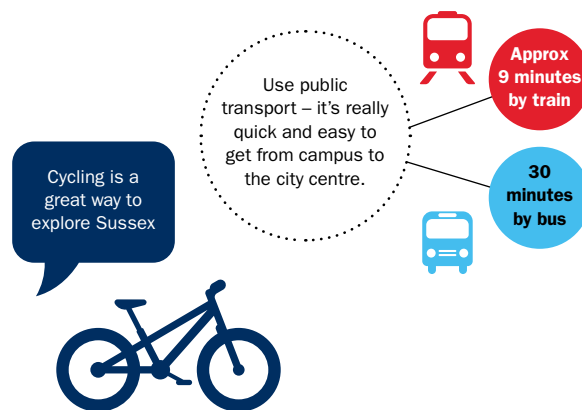 Use public
transport – it’s really
quick and easy to
get from campus to
the city centre.
Approx
9 minutes
by train
30
minutes
by bus
Cycling is a
great way to
explore Sussex